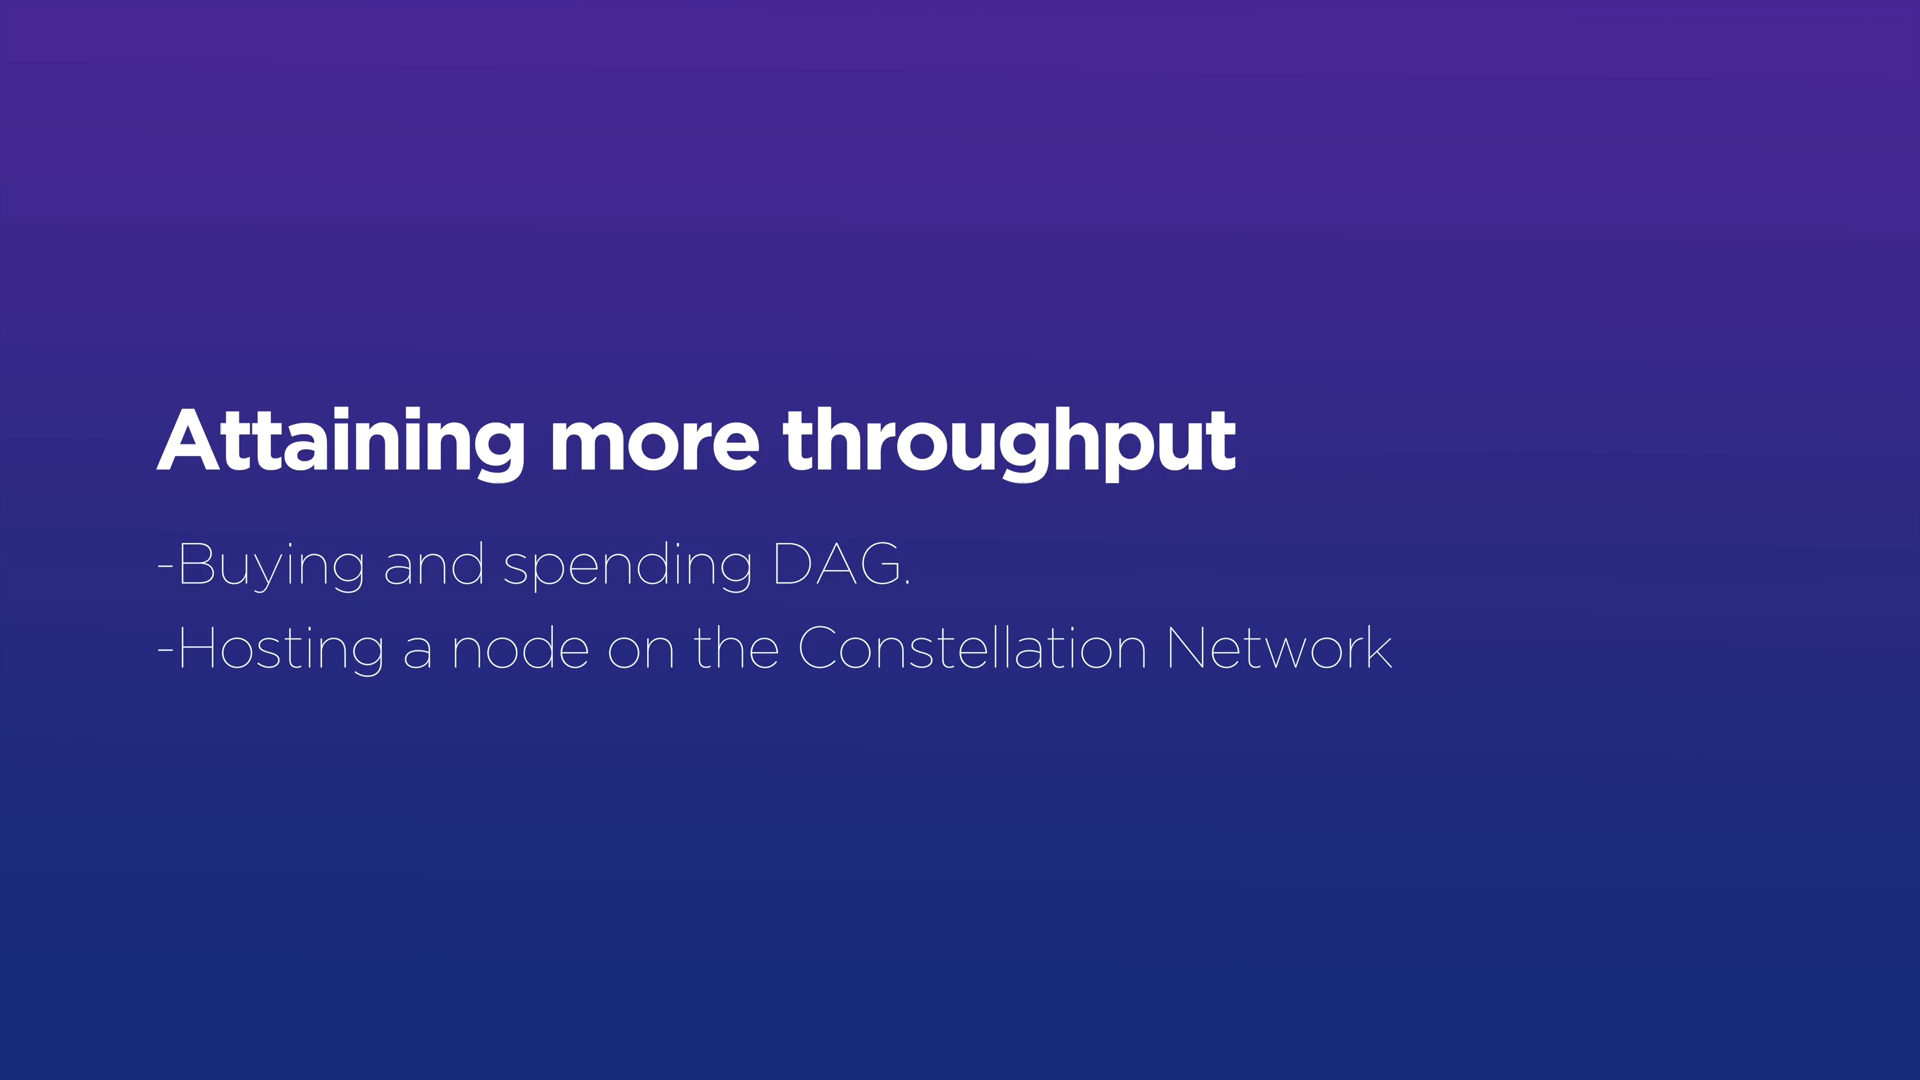 Attaining more throughput
-Buying and spending DAG.
-Hosting a node on the Constellation Network